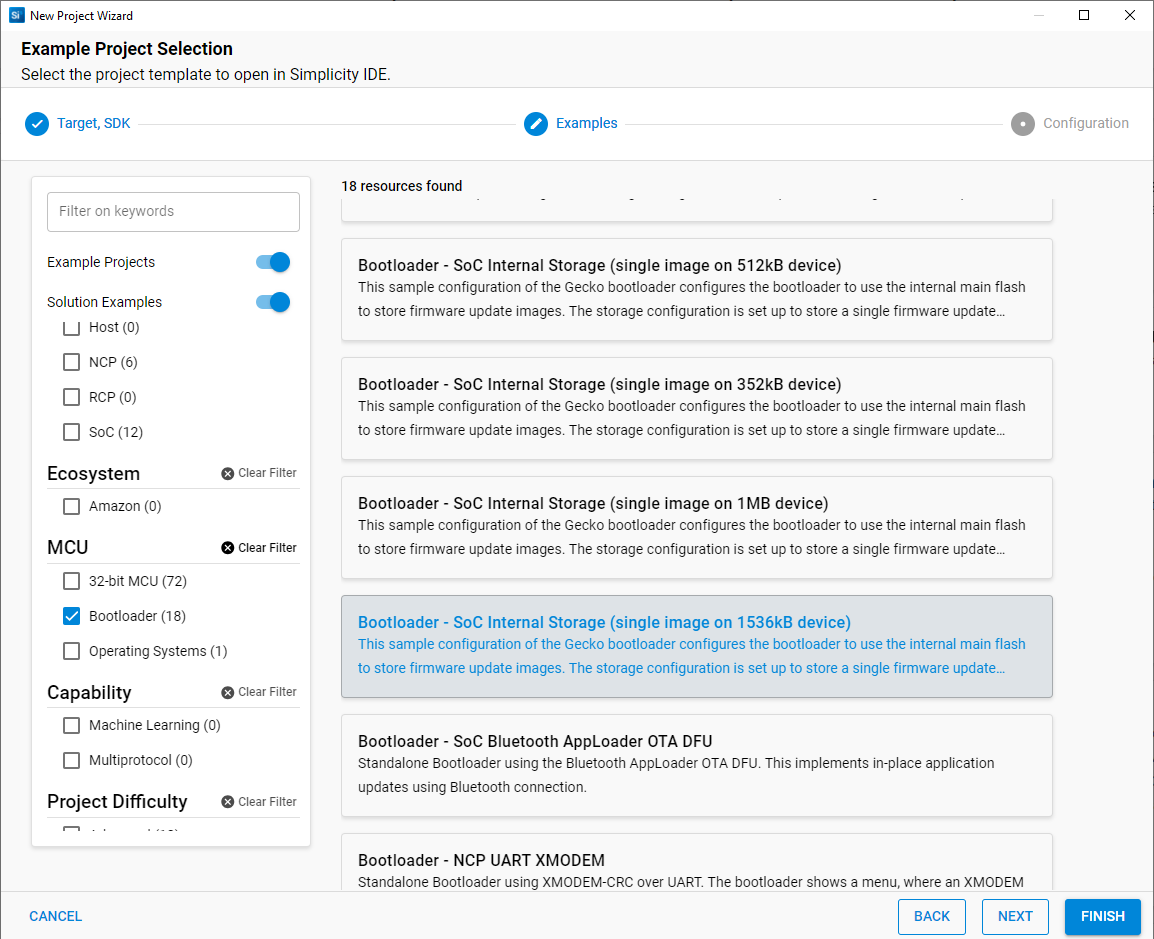 Si New Project Wizard
Example Project Selection
Select the project template to open in Simplicity IDE.
Target, SDK
Examples
Configuration
Filter on keywords
Example Projects
Solution Examples
Host (0)
NCP (6)
RCP (0)
SoC (12)
Ecosystem Clear Filter
Amazon (0)
MCU Clear Filter
32-bit MCU (72)
Bootloader (18)
Operating Systems (1)
Capability Clear Filter
Machine Learning (0)
Multiprotocol (0)
Project Difficulty Clear Filter
18 resources found
Bootloader - SoC Internal Storage (single image on 512kB device)
This sample configuration of the Gecko bootloader configures the bootloader to use the internal main flash
to store firmware update images. The storage configuration is set up to store a single firmware update...
Bootloader - SoC Internal Storage (single image on 352kB device)
This sample configuration of the Gecko bootloader configures the bootloader to use the internal main flash
to store firmware update images. The storage configuration is set up to store a single firmware update...
Bootloader - SoC Internal Storage (single image on 1MB device)
This sample configuration of the Gecko bootloader configures the bootloader to use the internal main flash
to store firmware update images. The storage configuration is set up to store a single firmware update...
Bootloader - SoC Internal Storage (single image on 1536kB device)
This sample configuration of the Gecko bootloader configures the bootloader to use the internal main flash
to store firmware update images. The storage configuration is set up to store a single firmware update...
Bootloader - SoC Bluetooth AppLoader OTA DFU
Standalone Bootloader using the Bluetooth AppLoader OTA DFU. This implements in-place application
updates using Bluetooth connection.
Bootloader - NCP UART XMODEM
Standalone Bootloader using XMODEM-CRC over UART. The bootloader shows a menu, where an XMODEM
CANCEL
BACK
NEXT
FINISH